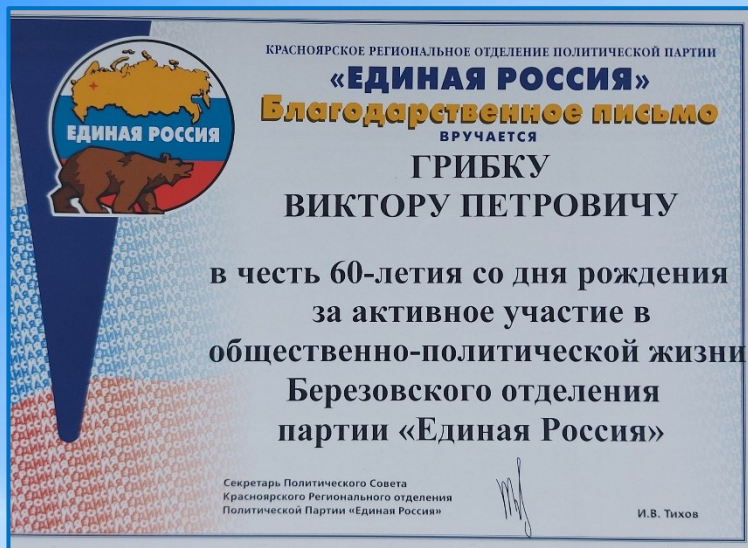 КРАСНОЯРСКОЕ РЕГИОНАЛЬНОЕ ОТДЕЛЕНИЕ ПОЛИТИЧЕСКОЙ ПАРТИИ
«ЕДИНАЯ РОССИЯ»
Благодарственное письмо
ВРУЧАЕТСЯ
ГРИБКУ
ВИКТОРУ ПЕТРОВИЧУ
в честь 60-летия со дня рождения
за активное участие в
общественно-политической жизни
Березовского отделения
партии «Единая Россия»
ЕДИНАЯ РОССИЯ
Секретарь Политического Совета
Красноярского Регионального отделения
Политической Партии «Единая Россия»
И.В. Тихов